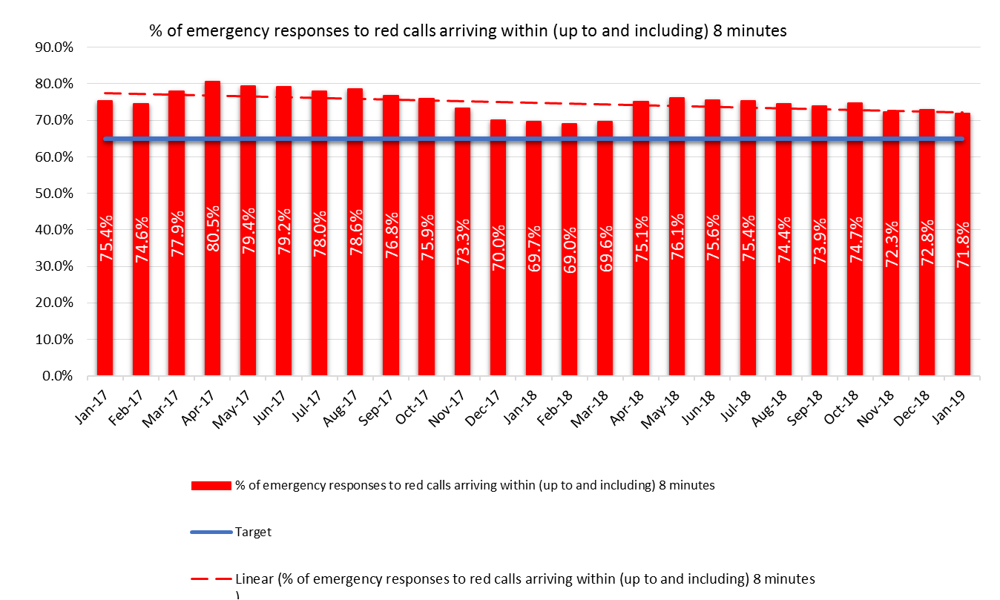 % of emergency responses to red calls arriving within (up to and including) 8 minutes
90.0%
80.0%
70.0%
60.0%
50.0%
40.0%
30.0%
20.0%
10.0%
0.0%
75.4%
74.6%
77.9%
80.5%
79.4%
79.2%
78.0%
78.6%
76.8%
75.9%
73.3%
70.0%
69.7%
69.0%
69.6%
75.1%
76.1%
75.6%
75.4%
74.4%
73.9%
74.7%
72.3%
72.8%
71.8%
Jan-17
Feb-17
Mar-17
Apr-17
May-17
Jun-17
Jul-17
Aug-17
Sep-17
Oct-17
Nov-17
Dec-17
Jan-18
Feb-18
Mar-18
Apr-18
May-18
Jun-18
Jul-18
Aug-18
Sep-18
Oct-18
Nov-18
Dec-18
Jan-19
% of emergency responses to red calls arriving within (up to and including) 8 minutes
Target
Linear (% of emergency responses to red calls arriving within (up to and including) 8 minutes
)